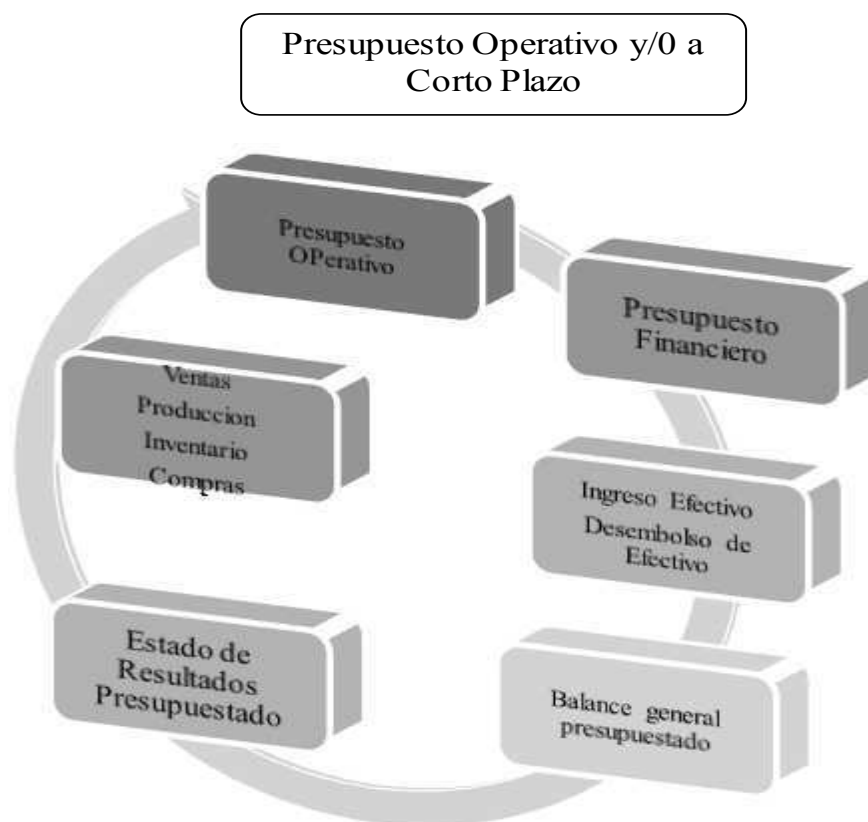 Presupuesto Operativo y/0 a
Corto Plazo
Presupuesto
OPerativo
Presupuesto
Financiero
Ventas
Produccion
Inventario
Compras
Ingreso Efectivo
Desembolso de
Efectivo
Estado de
Resultados
Presupuestado
Balance general
presupuestado